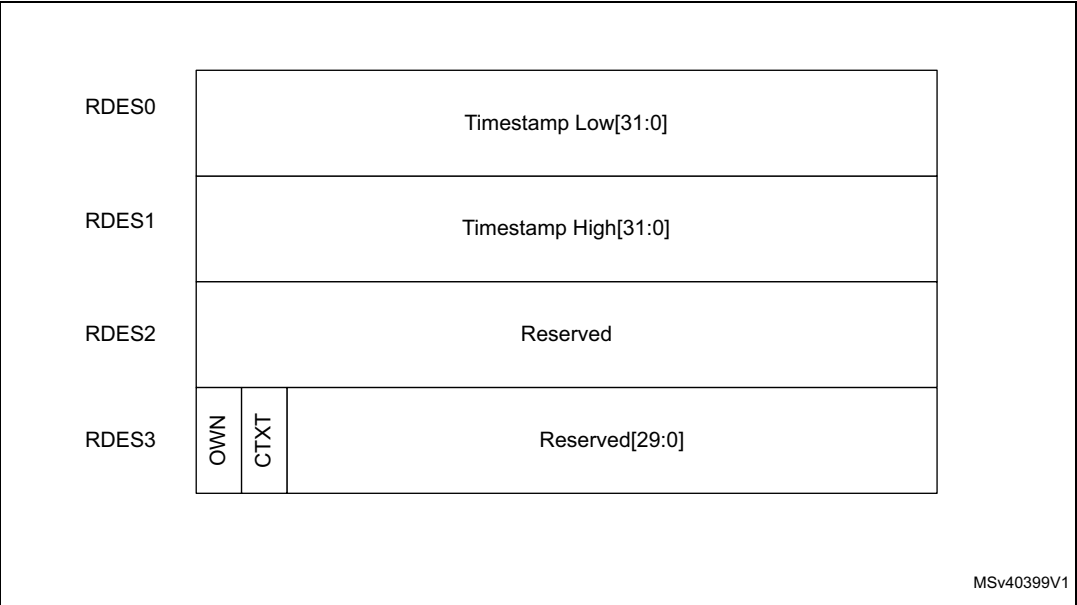 RDES0
Timestamp Low[31:0]
RDES1
Timestamp High[31:0]
RDES2
Reserved
RDES3
OWN
CTXT
Reserved[29:0]
MSv40399V1